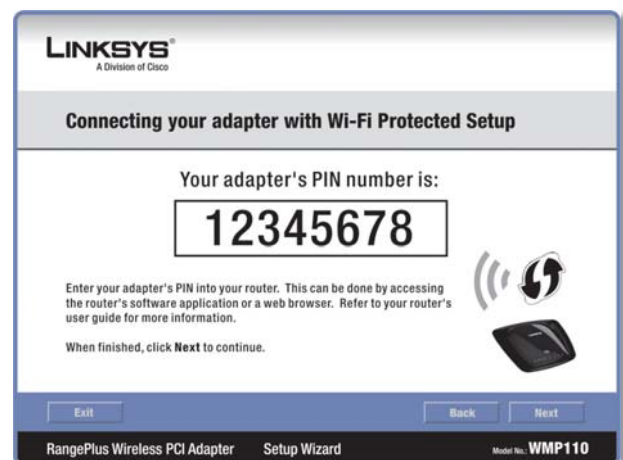 LINKSYS®
A Division of Cisco
Connecting your adapter with Wi-Fi Protected Setup
Your adapter's PIN number is:
12345678
Enter your adapter's PIN into your router. This can be done by accessing
the router's software application or a web browser. Refer to your router's
user guide for more information.
When finished, click Next to continue.
Exit
Back
Next
RangePlus Wireless PCI Adapter
Setup Wizard
Model No.: WMP110